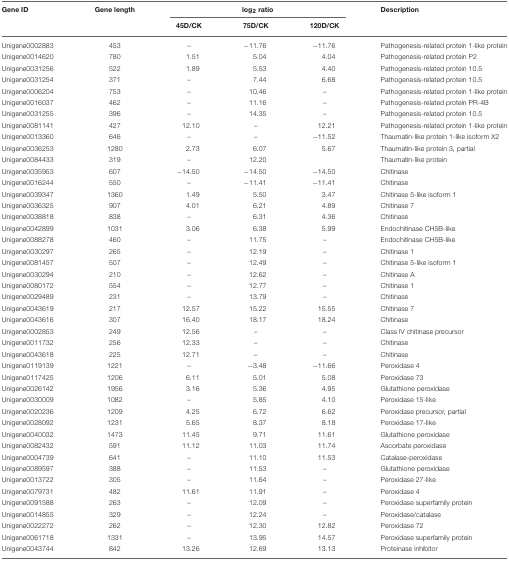 Gene ID Gene length log2 ratio Description
45D/CK 75D/CK 120D/CK
Unigene0002883 453 – −11.76 −11.76 Pathogenesis-related protein 1-like protein
Unigene0014620 780 1.51 5.04 4.04 Pathogenesis-related protein P2
Unigene0031256 522 1.89 5.53 4.40 Pathogenesis-related protein 10.5
Unigene0031254 371 – 7.44 6.68 Pathogenesis-related protein 10.5
Unigene0006204 753 – 10.46 – Pathogenesis-related protein 1-like protein
Unigene0016037 462 – 11.16 – Pathogenesis-related protein PR-4B
Unigene0031255 396 – 14.35 – Pathogenesis-related protein 10.5
Unigene0081141 427 12.10 – 12.21 Pathogenesis-related protein 1-like protein
Unigene0013360 646 – – −11.52 Thaumatin-like protein 1-like isoform X2
Unigene0036253 1280 2.73 6.07 5.67 Thaumatin-like protein 3, partial
Unigene0084433 319 – 12.20 Thaumatin-like protein
Unigene0035953 607 −14.50 −14.50 −14.50 Chitinase
Unigene0016244 550 – −11.41 −11.41 Chitinase
Unigene0039347 1360 1.49 5.50 3.47 Chitinase 5-like isoform 1
Unigene0036325 907 4.01 6.21 4.89 Chitinase 7
Unigene0038818 838 – 6.31 4.36 Chitinase
Unigene0042899 1031 3.06 6.38 5.99 Endochitinase CH5B-like
Unigene0088278 460 – 11.75 – Endochitinase CH5B-like
Unigene0030297 265 – 12.19 – Chitinase 1
Unigene0081457 507 – 12.49 – Chitinase 5-like isoform 1
Unigene0030294 210 – 12.62 – Chitinase A
Unigene0080172 554 – 12.77 – Chitinase 1
Unigene0029489 231 – 13.79 – Chitinase
Unigene0043619 217 12.57 15.22 15.55 Chitinase 7
Unigene0043616 307 16.40 18.17 18.24 Chitinase
Unigene0002853 249 12.56 – – Class IV chitinase precursor
Unigene0011732 256 12.33 – – Chitinase
Unigene0043618 225 12.71 – – Chitinase
Unigene0119139 1221 – −3.48 −11.66 Peroxidase 4
Unigene0117425 1206 6.11 5.01 5.08 Peroxidase 73
Unigene0026142 1956 3.16 5.36 4.95 Glutathione peroxidase
Unigene0030009 1082 – 5.85 4.10 Peroxidase 15-like
Unigene0020236 1209 4.25 6.72 6.62 Peroxidase precursor, partial
Unigene0028092 1231 5.65 8.37 8.18 Peroxidase 17-like
Unigene0040032 1473 11.45 9.71 11.61 Glutathione peroxidase
Unigene0082432 591 11.12 11.03 11.74 Ascorbate peroxidase
Unigene0004739 641 – 11.10 11.53 Catalase-peroxidase
Unigene0089597 388 – 11.53 – Glutathione peroxidase
Unigene0013722 305 – 11.64 – Peroxidase 27-like
Unigene0079731 482 11.61 11.91 – Peroxidase 4
Unigene0091588 263 – 12.09 – Peroxidase superfamily protein
Unigene0014855 329 – 12.24 – Peroxidase/catalase
Unigene0022272 262 – 12.30 12.82 Peroxidase 72
Unigene0061718 1331 – 13.95 14.57 Peroxidase superfamily protein
Unigene0043744 842 13.26 12.69 13.13 Proteinase inhibitor